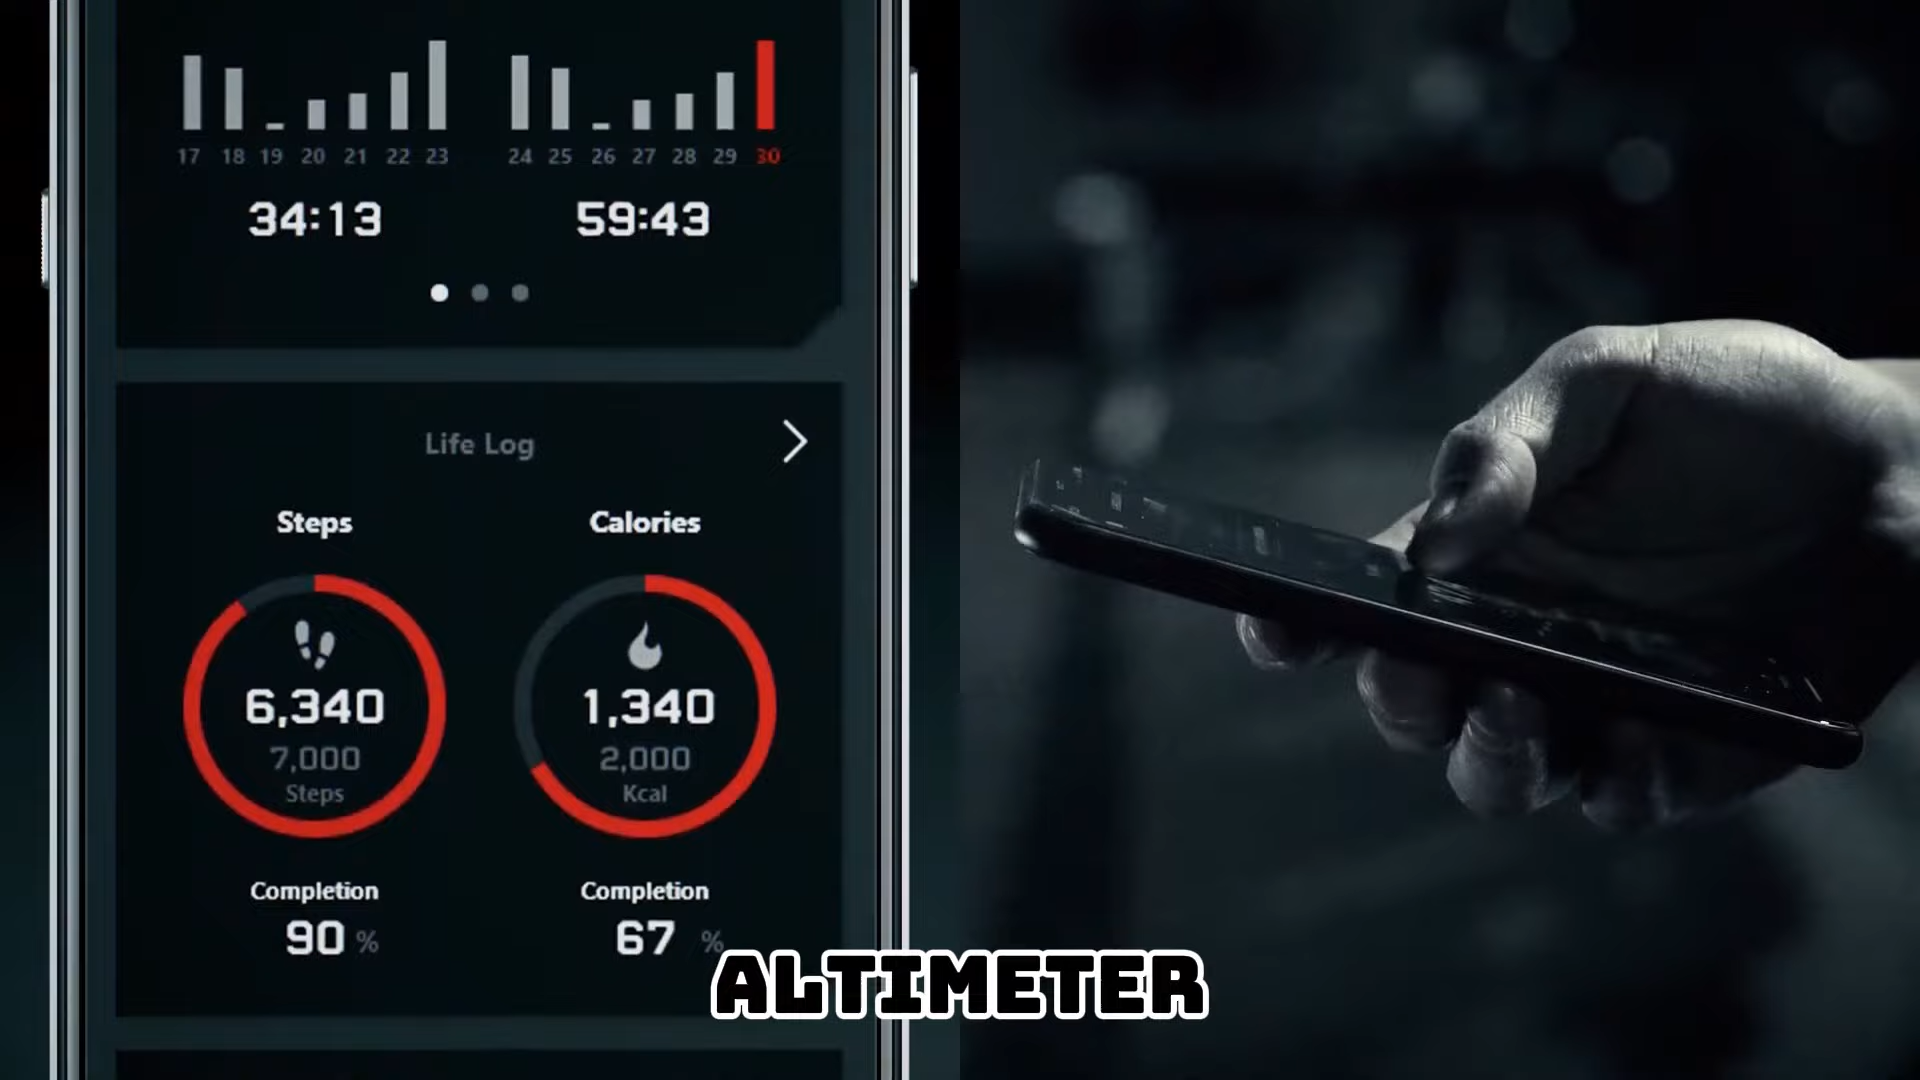 17 18 19 20 21 22 23 24 25 26 27 28 29 30
34:13 59:43
Life Log
Steps Calories
6,340 1,340
7,000 2,000
Steps Kcal
Completion Completion
90 % 67 %
ALTIMETER